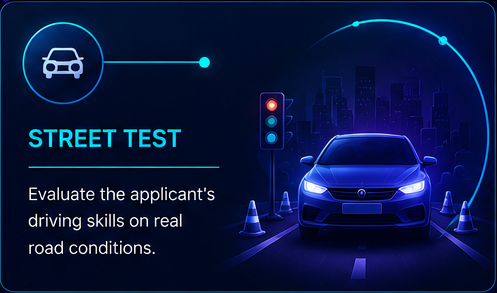 STREET TEST
Evaluate the applicant's
driving skills on real
road conditions.